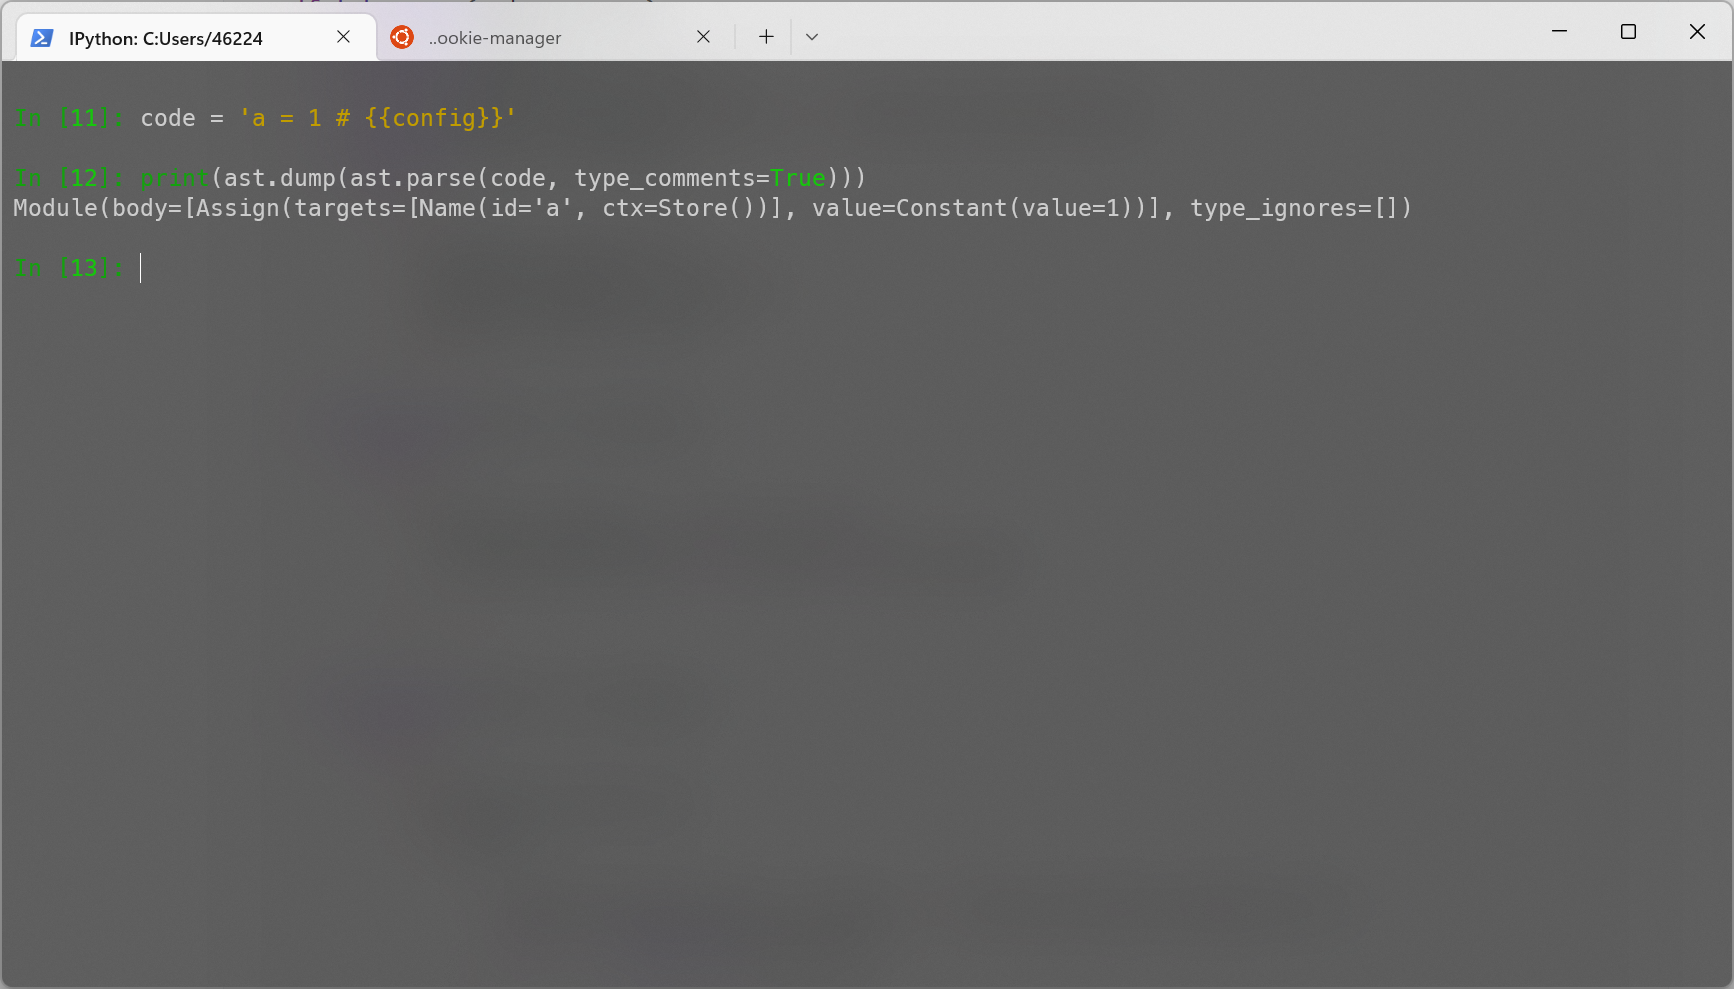 IPython: C:Users/46224
..ookie-manager
In [11]: code = 'a = 1 # {{config}}'
In [12]: print(ast.dump(ast.parse(code, type_comments=True)))
Module(body=[Assign(targets=[Name(id='a', ctx=Store())], value=Constant(value=1))], type_ignores=[])
In [13]: